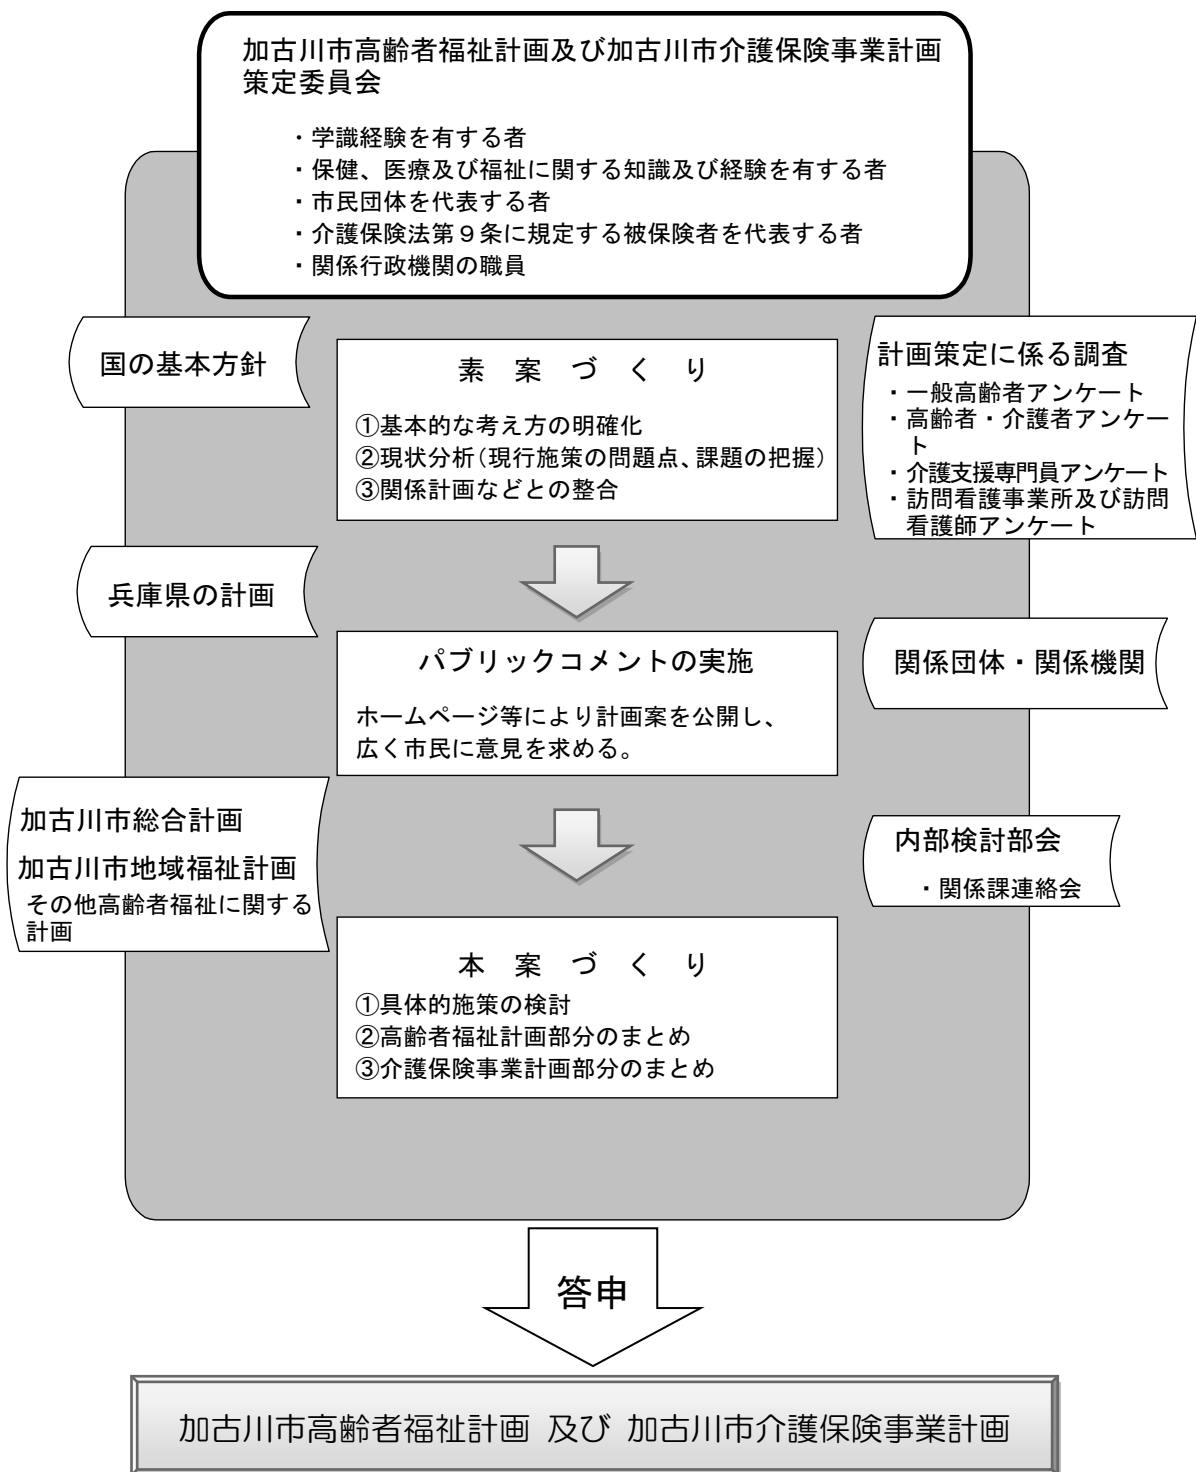 加古川市高齢者福祉計画及び加古川市介護保険事業計画
策定委員会
・学識経験を有する者
・保健、医療及び福祉に関する知識及び経験を有する者
・市民団体を代表する者
・介護保険法第９条に規定する被保険者を代表する者
・関係行政機関の職員
国の基本方針
素 案 づ く り
①基本的な考え方の明確化
②現状分析（現行施策の問題点、課題の把握）
③関係計画などとの整合
計画策定に係る調査
・一般高齢者アンケート
・高齢者・介護者アンケー
ト
・介護支援専門員アンケート
・訪問看護事業所及び訪問
看護師アンケート
兵庫県の計画
パブリックコメントの実施
ホームページ等により計画案を公開し、
広く市民に意見を求める。
関係団体・関係機関
加古川市総合計画
加古川市地域福祉計画
その他高齢者福祉に関する
計画
内部検討部会
・関係課連絡会
本 案 づ く り
①具体的施策の検討
②高齢者福祉計画部分のまとめ
③介護保険事業計画部分のまとめ
答申
加古川市高齢者福祉計画 及び 加古川市介護保険事業計画